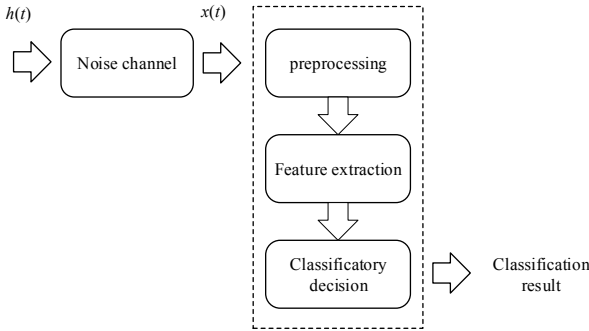 h(t)
x(t)
Noise channel
preprocessing
Feature extraction
Classificatory
decision
Classification
result